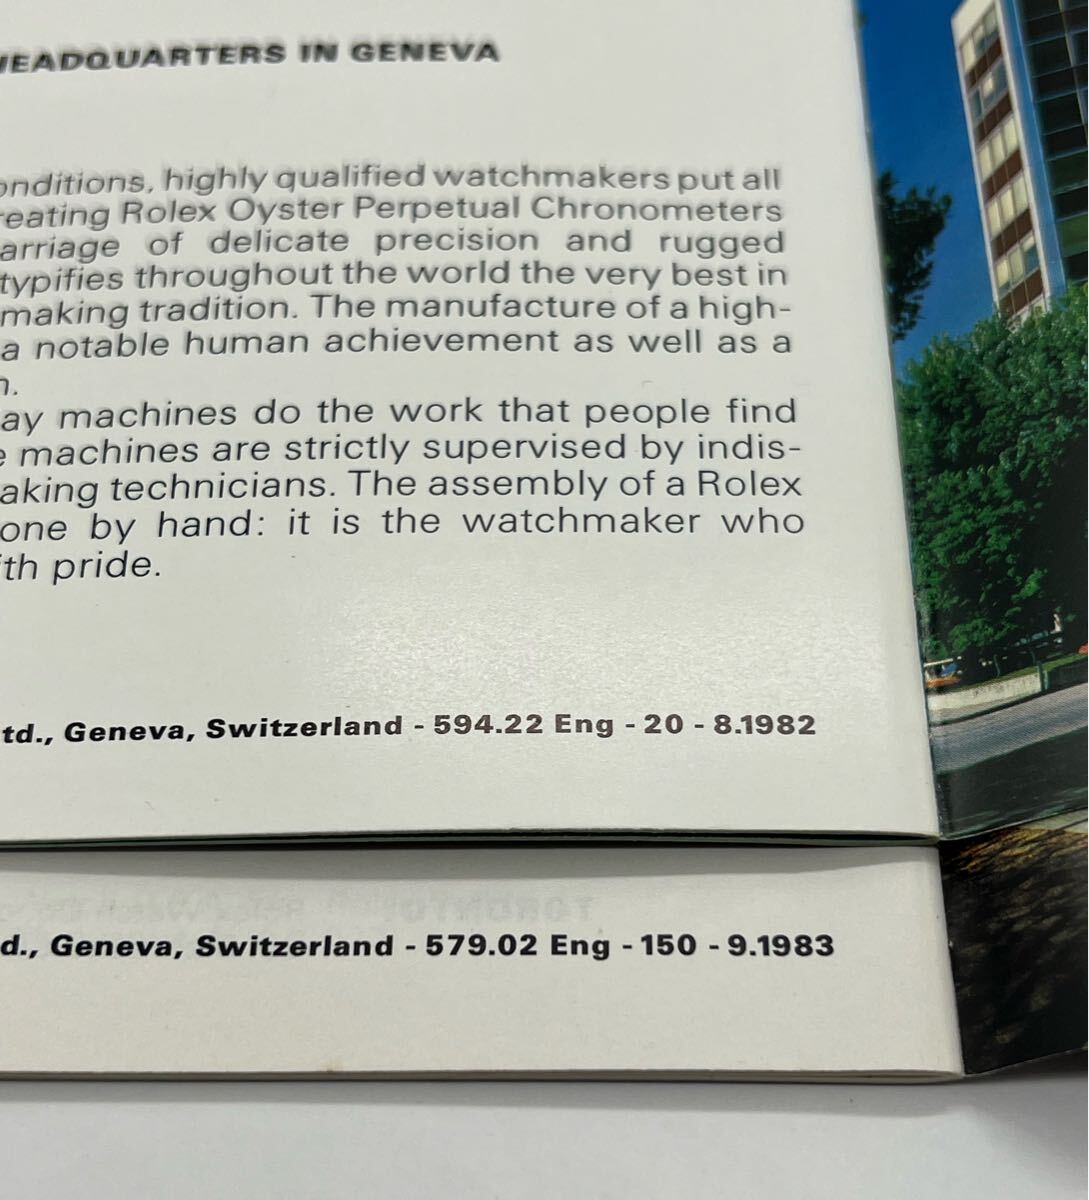 HEADQUARTERS IN GENEVA
onditions, highly qualified watchmakers put all
reating Rolex Oyster Perpetual Chronometers
arriage of delicate precision and rugged
typifies throughout the world the very best in
making tradition. The manufacture of a high-
a notable human achievement as well as a
n.
ay machines do the work that people find
e machines are strictly supervised by indis-
aking technicians. The assembly of a Rolex
one by hand: it is the watchmaker who
ith pride.
td., Geneva, Switzerland - 594.22 Eng - 20 - 8.1982
TORONTO
d., Geneva, Switzerland - 579.02 Eng - 150 - 9.1983